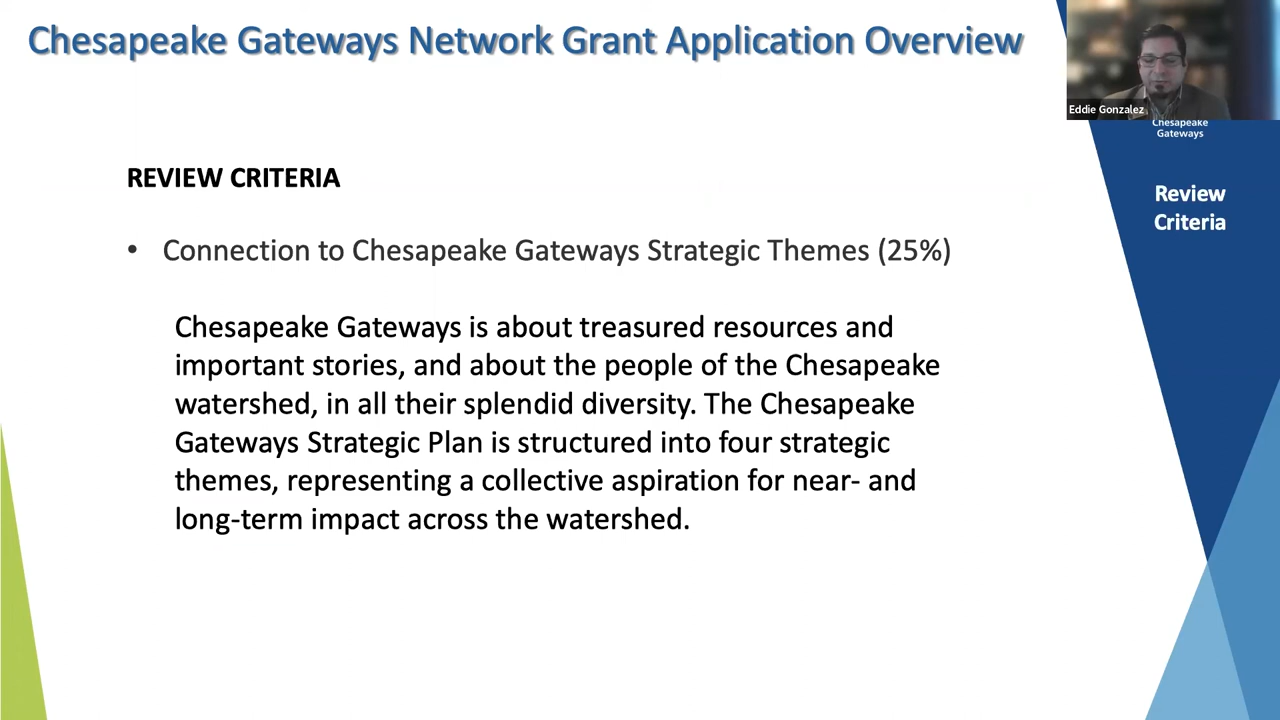 Chesapeake Gateways Network Grant Application Overview
Eddie Gonzalez
Chesapeake
Gateways
Review
Criteria
REVIEW CRITERIA
• Connection to Chesapeake Gateways Strategic Themes (25%)
Chesapeake Gateways is about treasured resources and
important stories, and about the people of the Chesapeake
watershed, in all their splendid diversity. The Chesapeake
Gateways Strategic Plan is structured into four strategic
themes, representing a collective aspiration for near- and
long-term impact across the watershed.